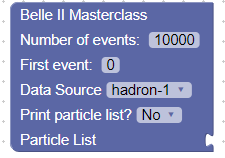 Belle II Masterclass
Number of events: 10000
First event: 0
Data Source hadron-1
Print particle list? No
Particle List